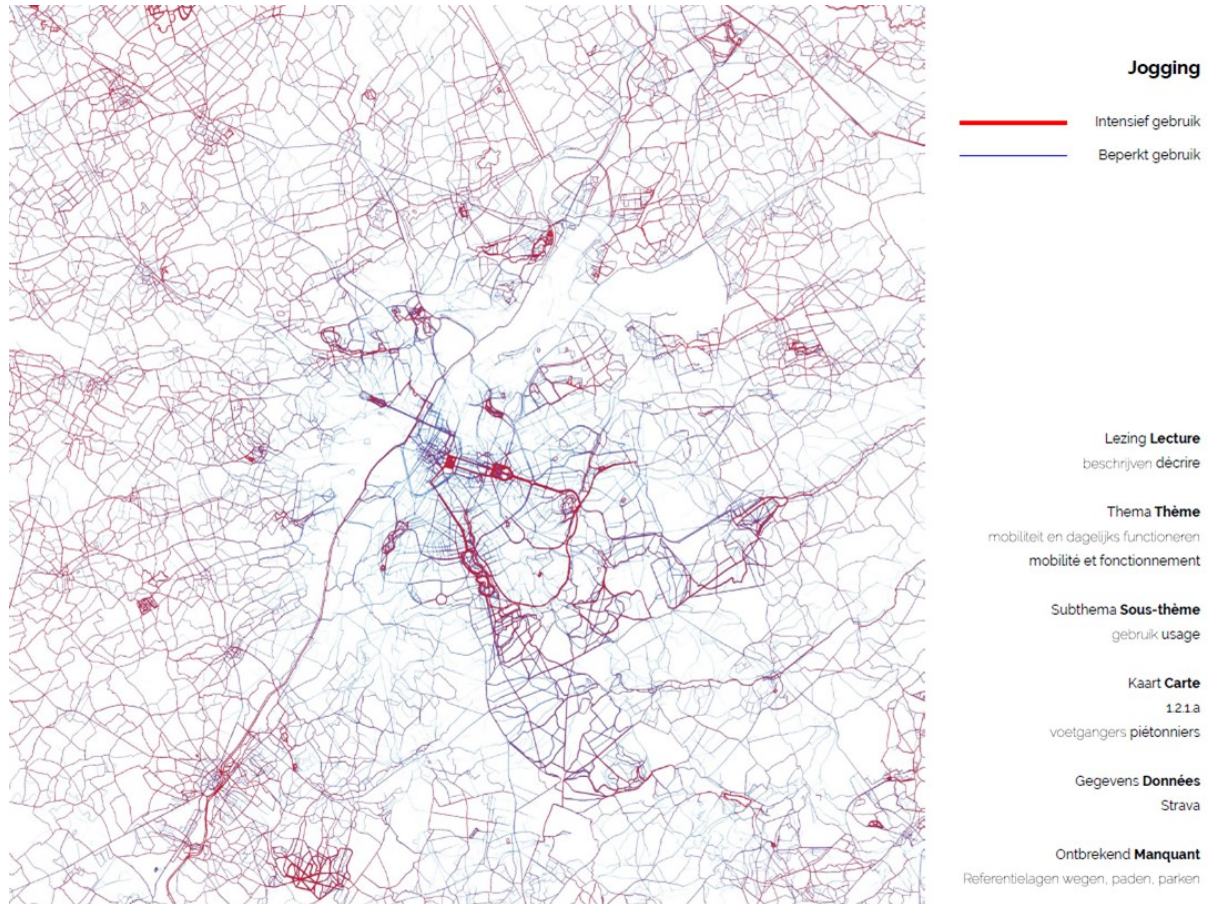 Jogging
Intensief gebruik
Beperkt gebruik
Lezing Lecture
beschrijven décrire
Thema Thème
mobiliteit en dagelijks functioneren
mobilité et fonctionnement
Subthema Sous-thème
gebruik usage
Kaart Carte
1.2.1.a
voetgangers piétonniers
Gegevens Données
Strava
Ontbrekend Manquant
Referentielagen wegen, paden, parken